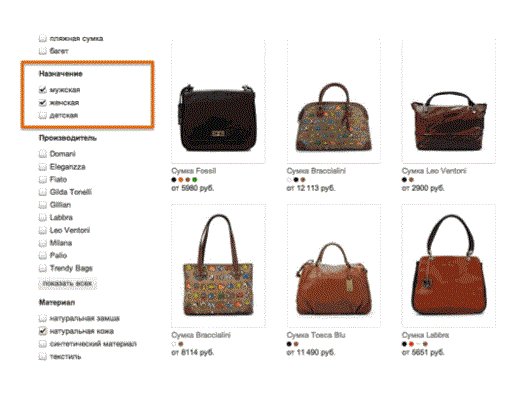 пляжная сумка
багет
Назначение
мужская
женская
детская
Производитель
Domani
Eleganzza
Fiato
Gilda Tonelli
Gillian
Labbra
Leo Ventoni
Milana
Palio
Trendy Bags
показать всех
Материал
натуральная замша
натуральная кожа
синтетический материал
текстиль
Сумка Fossil
от 5980 руб.
Сумка Braccialini
от 12 113 руб.
Сумка Leo Ventoni
от 2900 руб.
Сумка Braccialini
от 8114 руб.
Сумка Tosca Blu
от 11 490 руб.
Сумка Labbra
от 5651 руб.